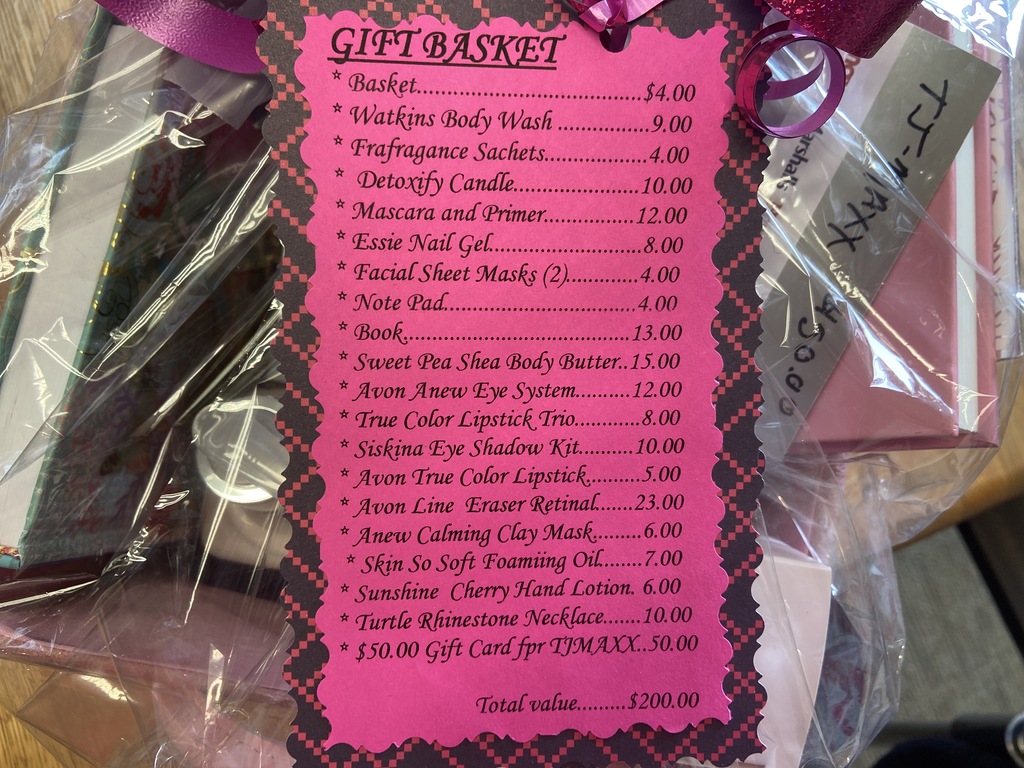 GIFT BASKET
* Basket..................................$4.00
* Watkins Body Wash ..............9.00
* Frafragance Sachets...............4.00
* Detoxify Candle...................10.00
* Mascara and Primer.............12.00
* Essie Nail Gel......................8.00
* Facial Sheet Masks (2)..........4.00
* Note Pad............................4.00
* Book..................................13.00
* Sweet Pea Shea Body Butter..15.00
* Avon Anew Eye System........12.00
* True Color Lipstick Trio.........8.00
* Siskina Eye Shadow Kit........10.00
* Avon True Color Lipstick.......5.00
* Avon Line Eraser Retinal.....23.00
* Anew Calming Clay Mask.......6.00
* Skin So Soft Foamiing Oil.......7.00
* Sunshine Cherry Hand Lotion. 6.00
* Turtle Rhinestone Necklace......10.00
* $50.00 Gift Card fpr TJMAXX..50.00
Total value.........$200.00
TJ-MAXX